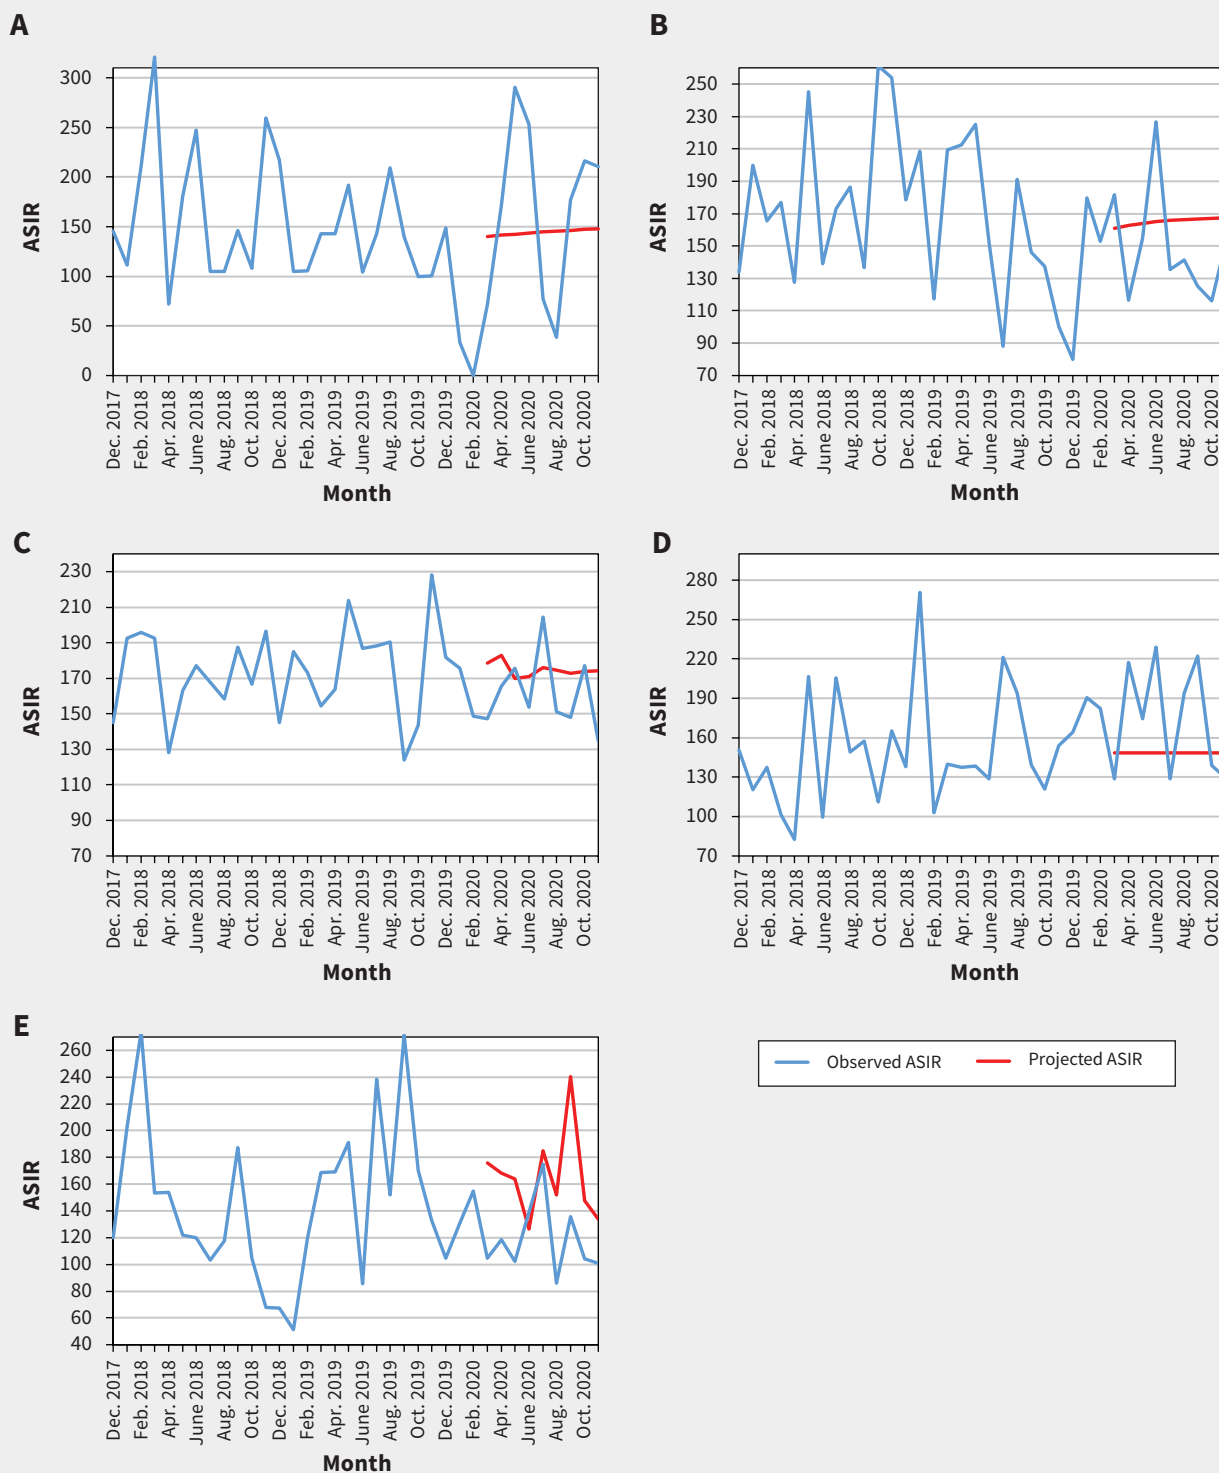 A
ASIR
300
250
200
150
100
50
0
Dec. 2017
Feb. 2018
Apr. 2018
June 2018
Aug. 2018
Oct. 2018
Dec. 2018
Feb. 2019
Apr. 2019
June 2019
Aug. 2019
Oct. 2019
Dec. 2019
Feb. 2020
Apr. 2020
June 2020
Aug. 2020
Oct. 2020
Month
B
ASIR
250
230
210
190
170
150
130
110
90
70
Dec. 2017
Feb. 2018
Apr. 2018
June 2018
Aug. 2018
Oct. 2018
Dec. 2018
Feb. 2019
Apr. 2019
June 2019
Aug. 2019
Oct. 2019
Dec. 2019
Feb. 2020
Apr. 2020
June 2020
Aug. 2020
Oct. 2020
Month
C
ASIR
230
210
190
170
150
130
110
90
70
Dec. 2017
Feb. 2018
Apr. 2018
June 2018
Aug. 2018
Oct. 2018
Dec. 2018
Feb. 2019
Apr. 2019
June 2019
Aug. 2019
Oct. 2019
Dec. 2019
Feb. 2020
Apr. 2020
June 2020
Aug. 2020
Oct. 2020
Month
D
ASIR
280
250
220
190
160
130
100
70
Dec. 2017
Feb. 2018
Apr. 2018
June 2018
Aug. 2018
Oct. 2018
Dec. 2018
Feb. 2019
Apr. 2019
June 2019
Aug. 2019
Oct. 2019
Dec. 2019
Feb. 2020
Apr. 2020
June 2020
Aug. 2020
Oct. 2020
Month
E
ASIR
260
240
220
200
180
160
140
120
100
80
60
40
Dec. 2017
Feb. 2018
Apr. 2018
June 2018
Aug. 2018
Oct. 2018
Dec. 2018
Feb. 2019
Apr. 2019
June 2019
Aug. 2019
Oct. 2019
Dec. 2019
Feb. 2020
Apr. 2020
June 2020
Aug. 2020
Oct. 2020
Month
Observed ASIR
Projected ASIR